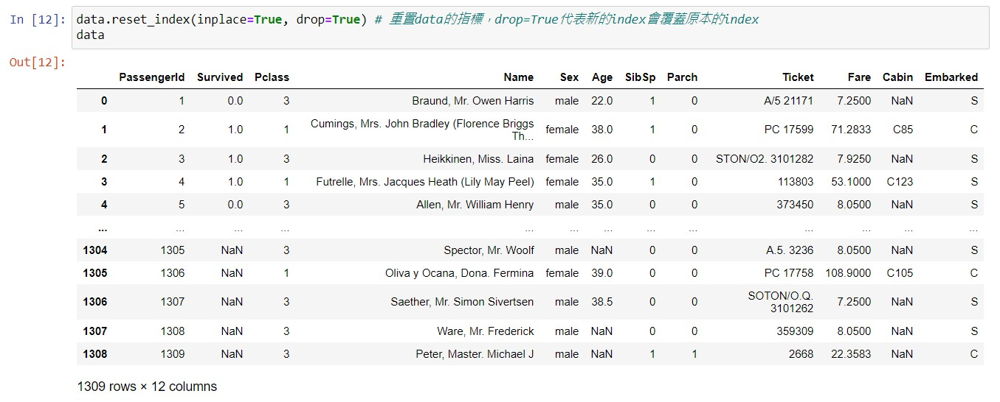 In [12]: data.reset_index(inplace=True, drop=True) # 重置data的指標，drop=True代表新的index會覆蓋原本的index
data
Out[12]:
PassengerId Survived Pclass Name Sex Age SibSp Parch Ticket Fare Cabin Embarked
0 1 0.0 3 Braund, Mr. Owen Harris male 22.0 1 0 A/5 21171 7.2500 NaN S
1 2 1.0 1 Cumings, Mrs. John Bradley (Florence Briggs female 38.0 1 0 PC 17599 71.2833 C85 C
Th...
2 3 1.0 3 Heikkinen, Miss. Laina female 26.0 0 0 STON/O2. 3101282 7.9250 NaN S
3 4 1.0 1 Futrelle, Mrs. Jacques Heath (Lily May Peel) female 35.0 1 0 113803 53.1000 C123 S
4 5 0.0 3 Allen, Mr. William Henry male 35.0 0 0 373450 8.0500 NaN S
... ... ... ... ... ... ... ... ... ... ... ... ...
1304 1305 NaN 3 Spector, Mr. Woolf male NaN 0 0 A.5. 3236 8.0500 NaN S
1305 1306 NaN 1 Oliva y Ocana, Dona. Fermina female 39.0 0 0 PC 17758 108.9000 C105 C
1306 1307 NaN 3 Saether, Mr. Simon Sivertsen male 38.5 0 0 SOTON/O.Q. 7.2500 NaN S
3101262
1307 1308 NaN 3 Ware, Mr. Frederick male NaN 0 0 359309 8.0500 NaN S
1308 1309 NaN 3 Peter, Master. Michael J male NaN 1 1 2668 22.3583 NaN C
1309 rows × 12 columns